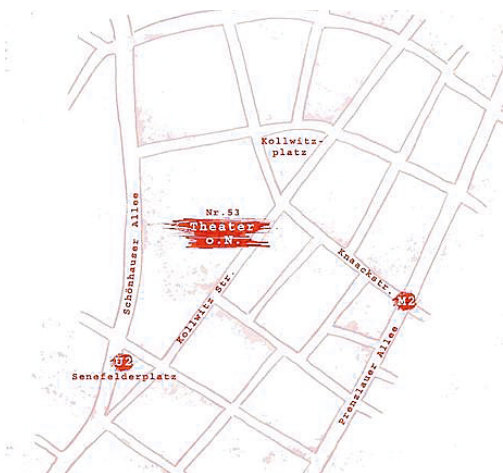 Kollwitz-
platz
Nr.53
Theater
o.N.
Schönhauser Allee
Kollwitz Str.
Knaackstr.
M2
Prenzlauer Allee
U2
Senefelderplatz